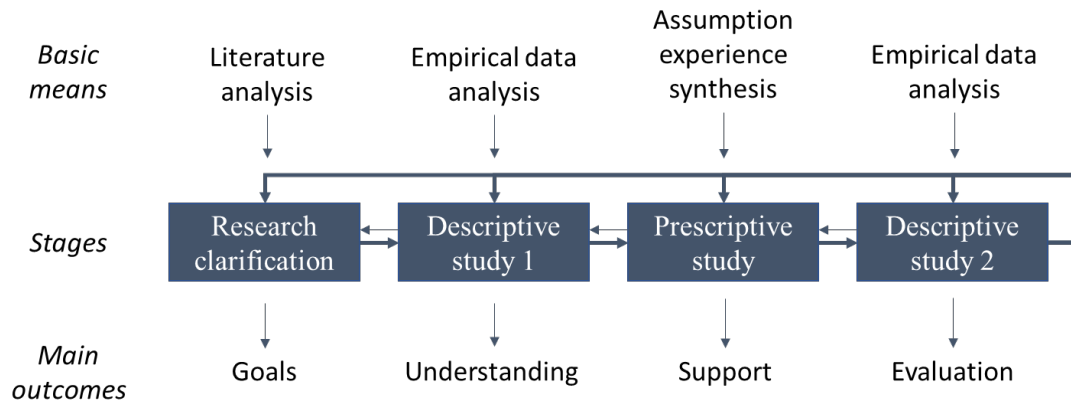 Basic
means
Literature
analysis
Empirical data
analysis
Assumption
experience
synthesis
Empirical data
analysis
Stages
Research
clarification
Descriptive
study 1
Prescriptive
study
Descriptive
study 2
Main
outcomes
Goals
Understanding
Support
Evaluation